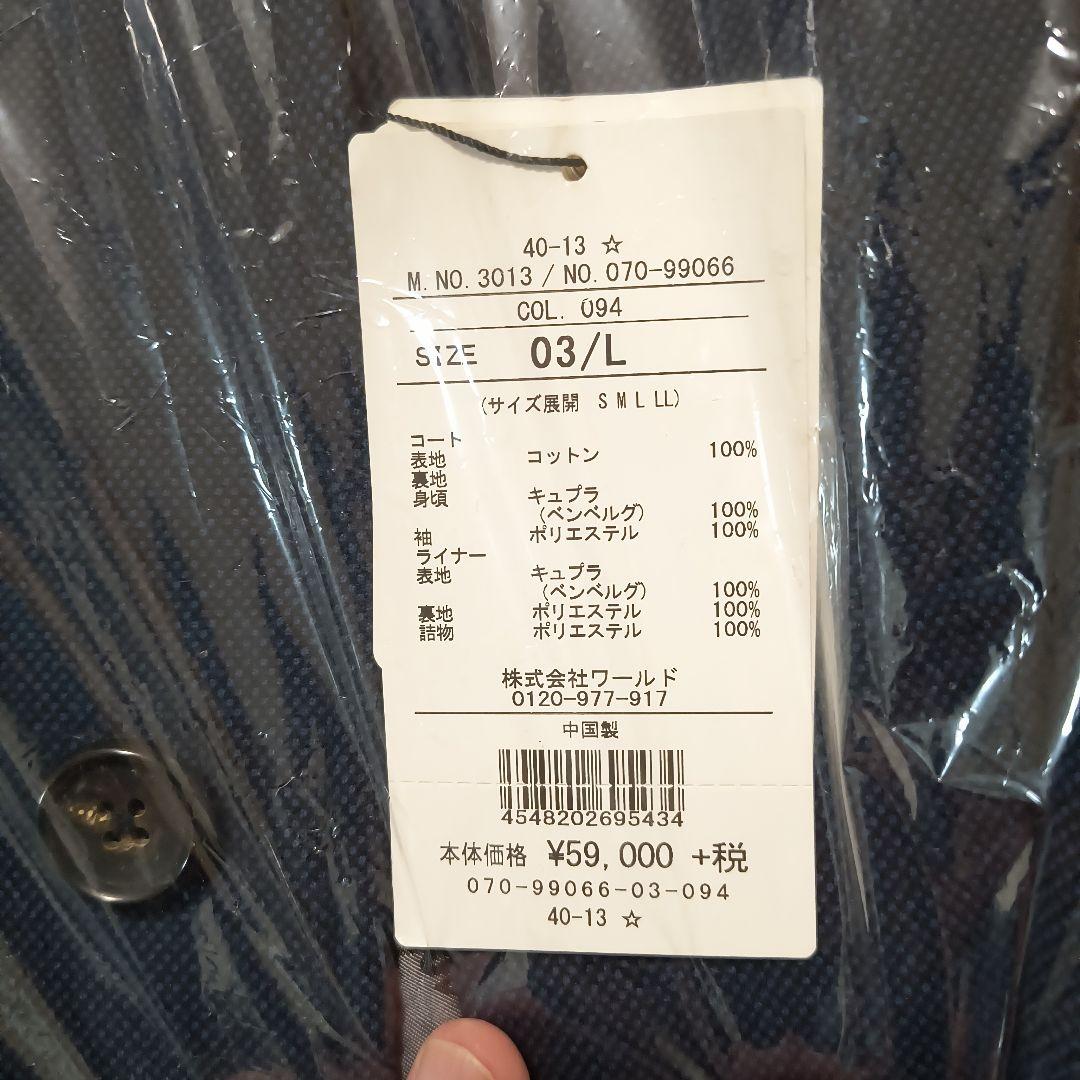 40-13 ☆
M. NO. 3013 / NO. 070-99066
COL. 094
SIZE 03/L
(サイズ展開 S M L LL)
コート
表地 コットン 100%
裏地
身頃 キュプラ
(ベンベルグ) 100%
袖 ポリエステル 100%
ライナー
表地 キュプラ
(ベンベルグ) 100%
裏地 ポリエステル 100%
詰物 ポリエステル 100%
株式会社ワールド
0120-977-917
中国製
4548202695434
本体価格 ¥59,000 +税
070-99066-03-094
40-13 ☆